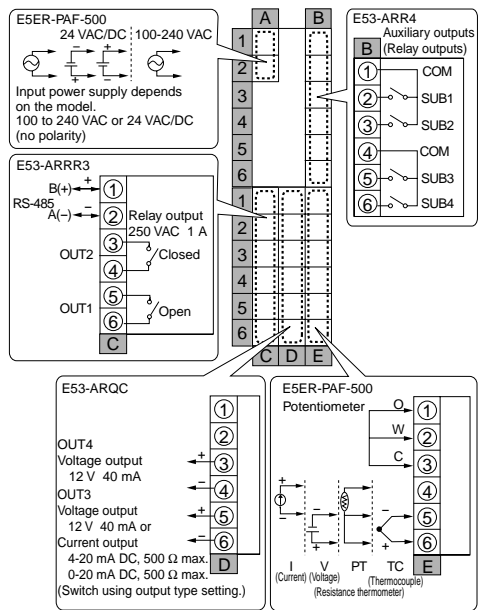 E5ER-PAF-500
24 VAC/DC 100-240 VAC
+ − +
− + −
Input power supply depends
on the model.
100 to 240 VAC or 24 VAC/DC
(no polarity)
A B
1
2
3
4
5
6
1
2
3
4
5
6
C D E
E53-ARR4
Auxiliary outputs
(Relay outputs)
B
1 COM
2 SUB1
3 SUB2
4 COM
5 SUB3
6 SUB4
E53-ARRR3
RS-485
B(+) + 1
A(−) − 2
Relay output
250 VAC 1 A
OUT2
3
Closed
4
OUT1
5
Open
6
C
E53-ARQC
1
2
OUT4
Voltage output
+ 3
12 V 40 mA
− 4
OUT3
Voltage output
+ 5
12 V 40 mA or
− 6
Current output
4-20 mA DC, 500 Ω max.
0-20 mA DC, 500 Ω max.
D
(Switch using output type setting.)
E5ER-PAF-500
Potentiometer
O 1
W 2
C 3
4
5
6
+ − − + − +
I V PT TC
(Current) (Voltage) (Thermocouple)
(Resistance thermometer)
E